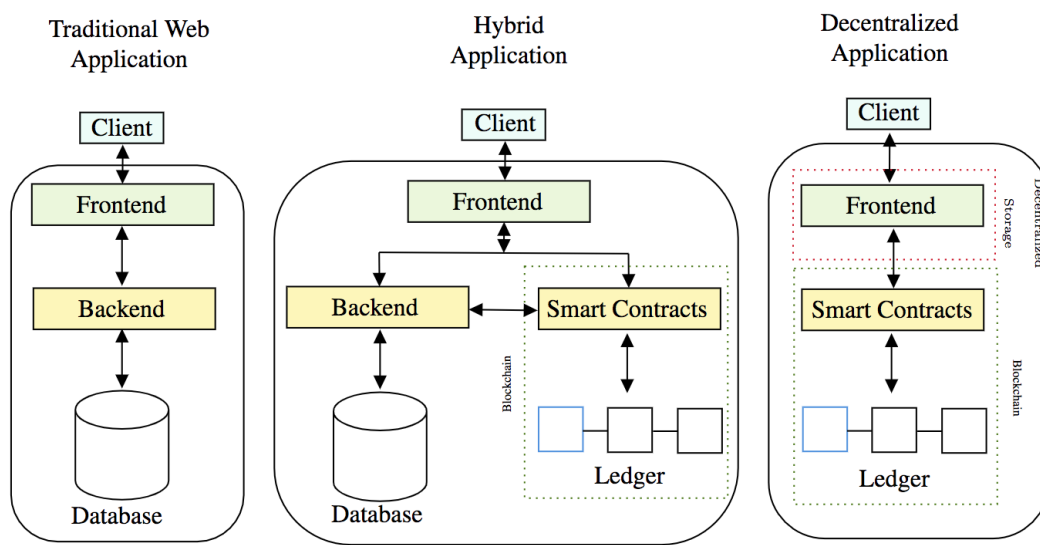 Traditional Web
Application
Client
Frontend
Backend
Database
Hybrid
Application
Client
Frontend
Backend
Smart Contracts
Blockchain
Database
Ledger
Decentralized
Application
Client
Frontend
Decentralized
Storage
Smart Contracts
Blockchain
Ledger